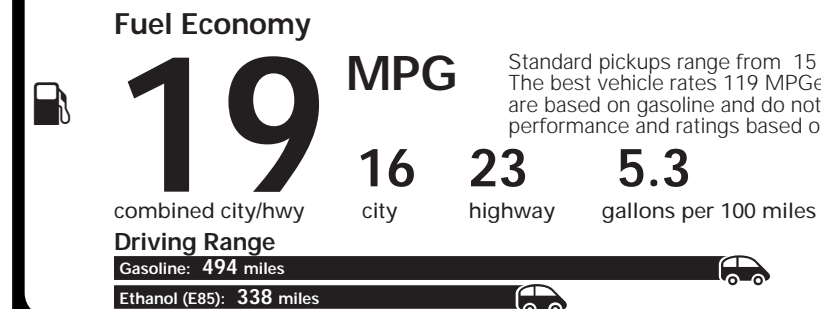 Fuel Economy
19 MPG
Standard pickups range from 15
The best vehicle rates 119 MPGe
are based on gasoline and do not
performance and ratings based o
16 23 5.3
combined city/hwy city highway gallons per 100 miles
Driving Range
Gasoline: 494 miles
Ethanol (E85): 338 miles